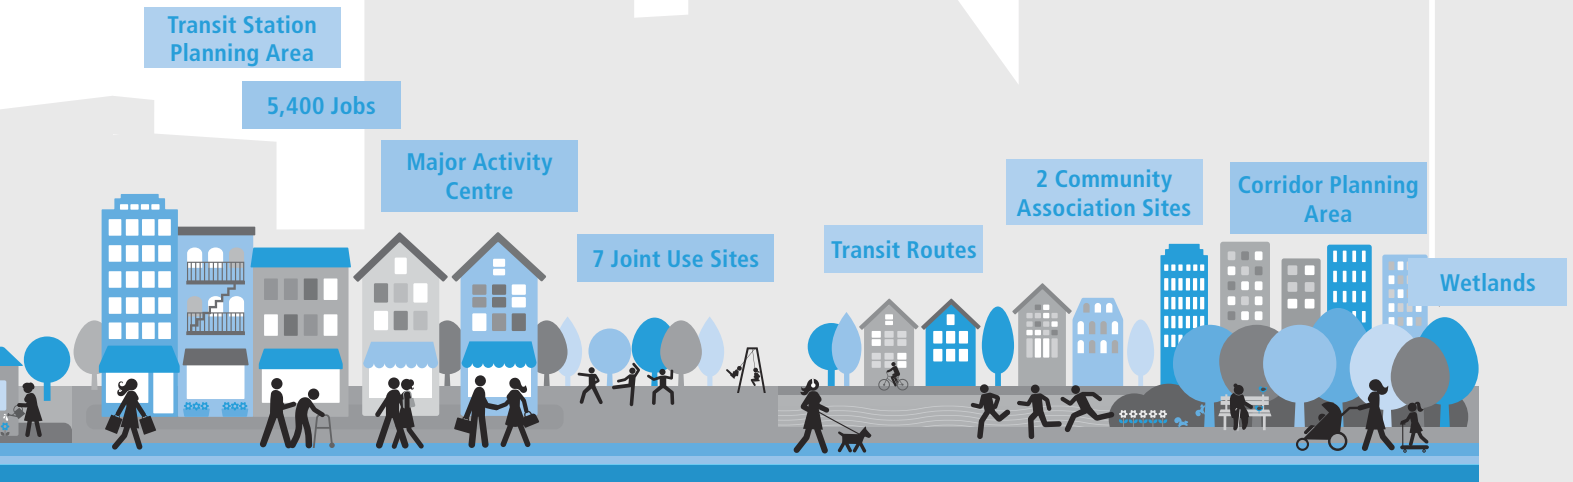 Transit Station
Planning Area
5,400 Jobs
Major Activity
Centre
7 Joint Use Sites
Transit Routes
2 Community
Association Sites
Corridor Planning
Area
Wetlands